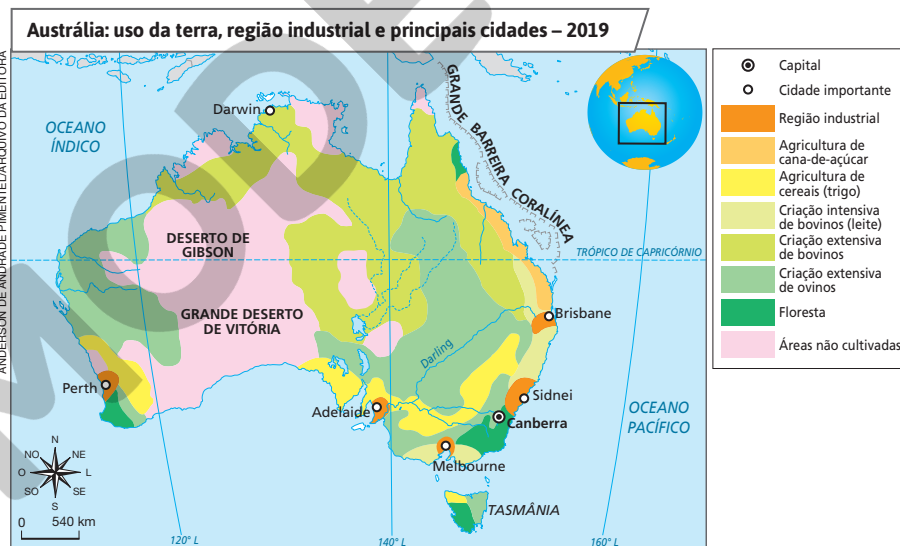 Austrália: uso da terra, região industrial e principais cidades – 2019
ANDERSON DE ANDRADE PIMENTEL/ARQUIVO DA EDITORA
OCEANO
ÍNDICO
Darwin
GRANDE BARREIRA CORALÍNEA
DESERTO DE
GIBSON
TRÓPICO DE CAPRICÓRNIO
GRANDE DESERTO
DE VITÓRIA
Brisbane
Darling
Perth
Sidnei
Adelaide
Canberra
OCEANO
PACÍFICO
Melbourne
TASMÂNIA
N
NO
NE
O
L
SO
SE
S
0 540 km
120° L
140° L
160° L
Capital
Cidade importante
Região industrial
Agricultura de
cana-de-açúcar
Agricultura de
cereais (trigo)
Criação intensiva
de bovinos (leite)
Criação extensiva
de bovinos
Criação extensiva
de ovinos
Floresta
Áreas não cultivadas